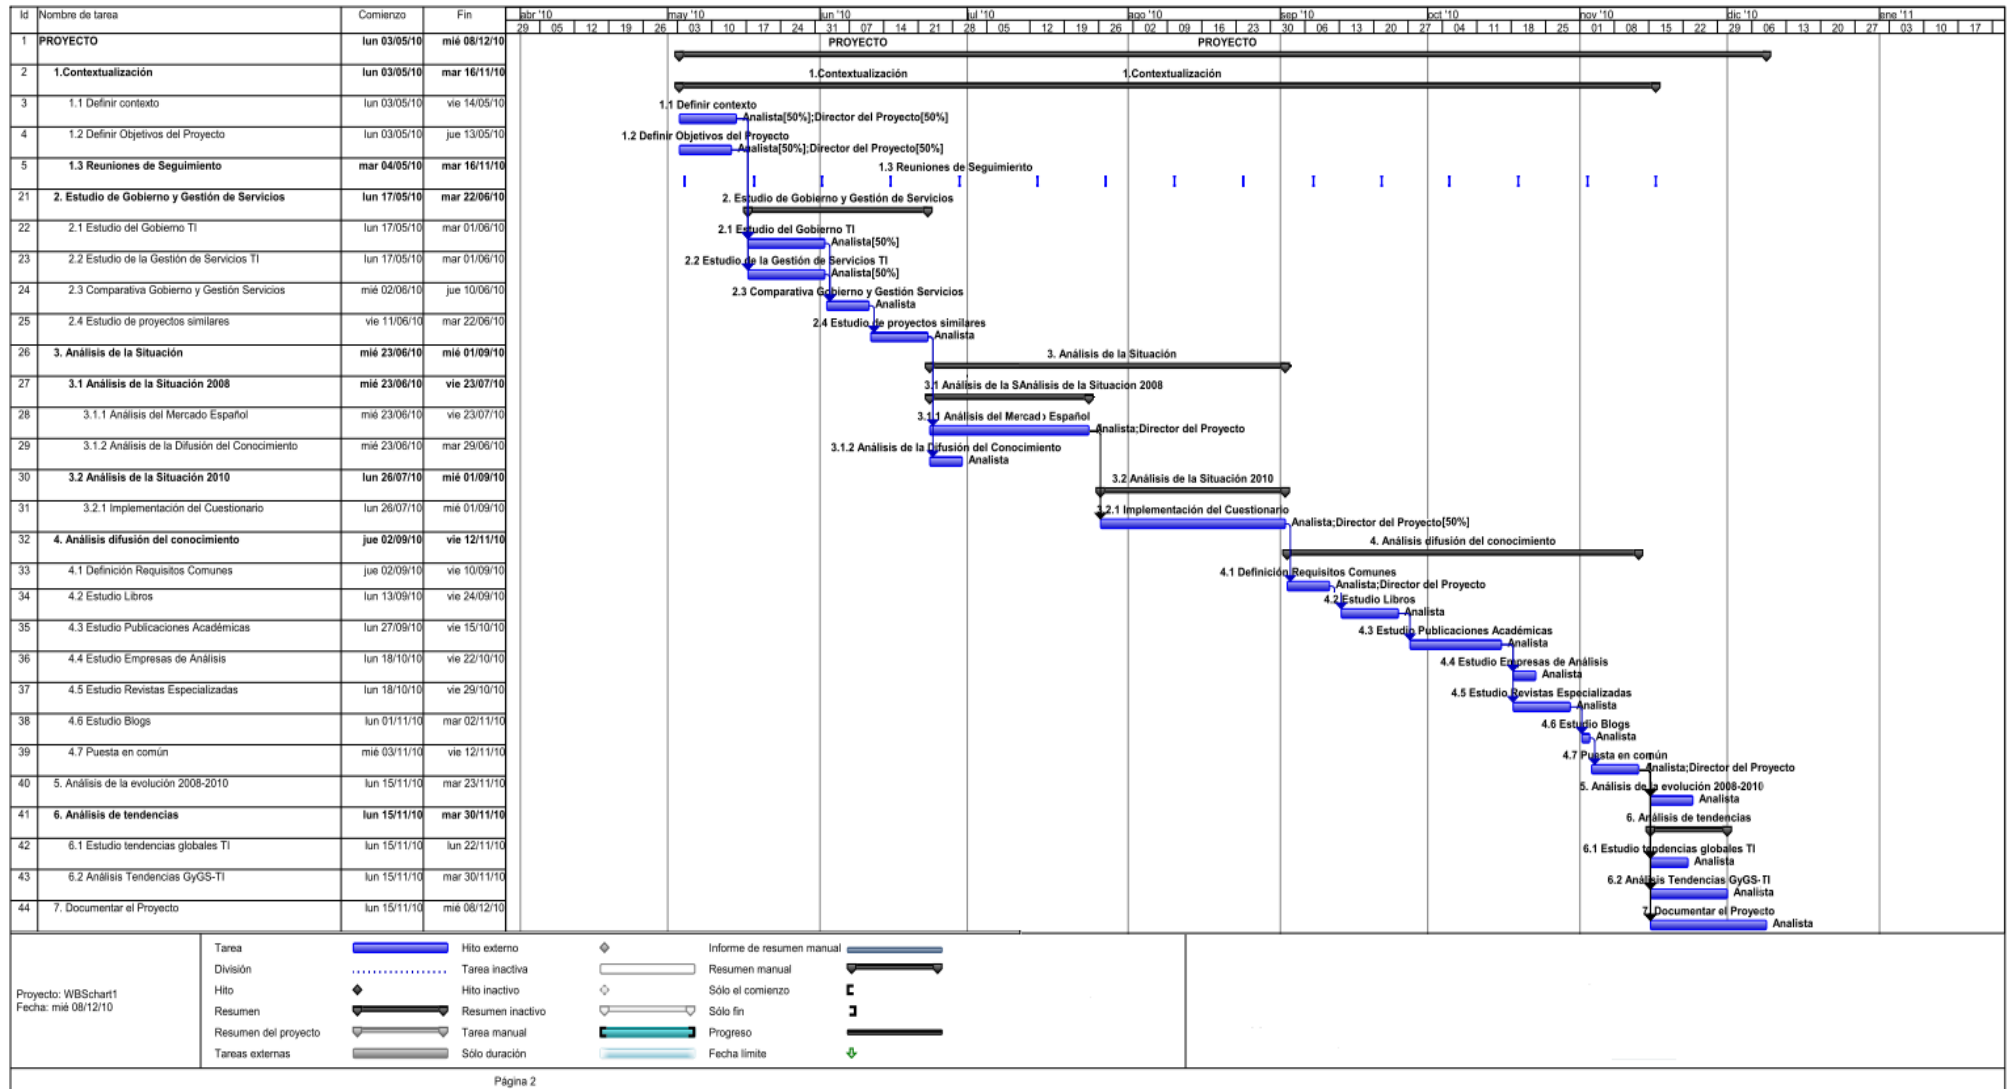 Id Nombre de tarea Comienzo Fin abr '10 may '10 jun '10 jul '10 ago '10 sep '10 oct '10 nov '10 dic '10 ene '11
29 05 12 19 26 03 10 17 24 31 07 14 21 28 05 12 19 26 02 09 16 23 30 06 13 20 27 04 11 18 25 01 08 15 22 29 06 13 20 27 03 10 17
1 PROYECTO lun 03/05/10 mié 08/12/10 PROYECTO PROYECTO
2 1.Contextualización lun 03/05/10 mar 16/11/10 1.Contextualización 1.Contextualización
3 1.1 Definir contexto lun 03/05/10 vie 14/05/10 1.1 Definir contexto
Analista[50%];Director del Proyecto[50%]
4 1.2 Definir Objetivos del Proyecto lun 03/05/10 jue 13/05/10 1.2 Definir Objetivos del Proyecto
Analista[50%];Director del Proyecto[50%]
5 1.3 Reuniones de Seguimiento mar 04/05/10 mar 16/11/10 1.3 Reuniones de Seguimiento
21 2. Estudio de Gobierno y Gestión de Servicios lun 17/05/10 mar 22/06/10 2. Estudio de Gobierno y Gestión de Servicios
22 2.1 Estudio del Gobierno TI lun 17/05/10 mar 01/06/10 2.1 Estudio del Gobierno TI
Analista[50%]
23 2.2 Estudio de la Gestión de Servicios TI lun 17/05/10 mar 01/06/10 2.2 Estudio de la Gestión de Servicios TI
Analista[50%]
24 2.3 Comparativa Gobierno y Gestión Servicios mié 02/06/10 jue 10/06/10 2.3 Comparativa Gobierno y Gestión Servicios
Analista
25 2.4 Estudio de proyectos similares vie 11/06/10 mar 22/06/10 2.4 Estudio de proyectos similares
Analista
26 3. Análisis de la Situación mié 23/06/10 mié 01/09/10 3. Análisis de la Situación
27 3.1 Análisis de la Situación 2008 mié 23/06/10 vie 23/07/10 3.1 Análisis de la SAnálisis de la Situación 2008
28 3.1.1 Análisis del Mercado Español mié 23/06/10 vie 23/07/10 3.1.1 Análisis del Mercado Español
Analista;Director del Proyecto
29 3.1.2 Análisis de la Difusión del Conocimiento mié 23/06/10 mar 29/06/10 3.1.2 Análisis de la Difusión del Conocimiento
Analista
30 3.2 Análisis de la Situación 2010 lun 26/07/10 mié 01/09/10 3.2 Análisis de la Situación 2010
31 3.2.1 Implementación del Cuestionario lun 26/07/10 mié 01/09/10 3.2.1 Implementación del Cuestionario
Analista;Director del Proyecto[50%]
32 4. Análisis difusión del conocimiento jue 02/09/10 vie 12/11/10 4. Análisis difusión del conocimiento
33 4.1 Definición Requisitos Comunes jue 02/09/10 vie 10/09/10 4.1 Definición Requisitos Comunes
Analista;Director del Proyecto
34 4.2 Estudio Libros lun 13/09/10 vie 24/09/10 4.2 Estudio Libros
Analista
35 4.3 Estudio Publicaciones Académicas lun 27/09/10 vie 15/10/10 4.3 Estudio Publicaciones Académicas
Analista
36 4.4 Estudio Empresas de Análisis lun 18/10/10 vie 22/10/10 4.4 Estudio Empresas de Análisis
Analista
37 4.5 Estudio Revistas Especializadas lun 18/10/10 vie 29/10/10 4.5 Estudio Revistas Especializadas
Analista
38 4.6 Estudio Blogs lun 01/11/10 mar 02/11/10 4.6 Estudio Blogs
Analista
39 4.7 Puesta en común mié 03/11/10 vie 12/11/10 4.7 Puesta en común
Analista;Director del Proyecto
40 5. Análisis de la evolución 2008-2010 lun 15/11/10 mar 23/11/10 5. Análisis de la evolución 2008-2010
Analista
41 6. Análisis de tendencias lun 15/11/10 mar 30/11/10 6. Análisis de tendencias
42 6.1 Estudio tendencias globales TI lun 15/11/10 lun 22/11/10 6.1 Estudio tendencias globales TI
Analista
43 6.2 Análisis Tendencias GyGS-TI lun 15/11/10 mar 30/11/10 6.2 Análisis Tendencias GyGS-TI
Analista
44 7. Documentar el Proyecto lun 15/11/10 mié 08/12/10 7. Documentar el Proyecto
Analista
Proyecto: WBSchart1
Fecha: mié 08/12/10
Tarea Hito externo Informe de resumen manual
División Tarea inactiva Resumen manual
Hito Hito inactivo Sólo el comienzo
Resumen Resumen inactivo Sólo fin
Resumen del proyecto Tarea manual Progreso
Tareas externas Sólo duración Fecha límite
Página 2